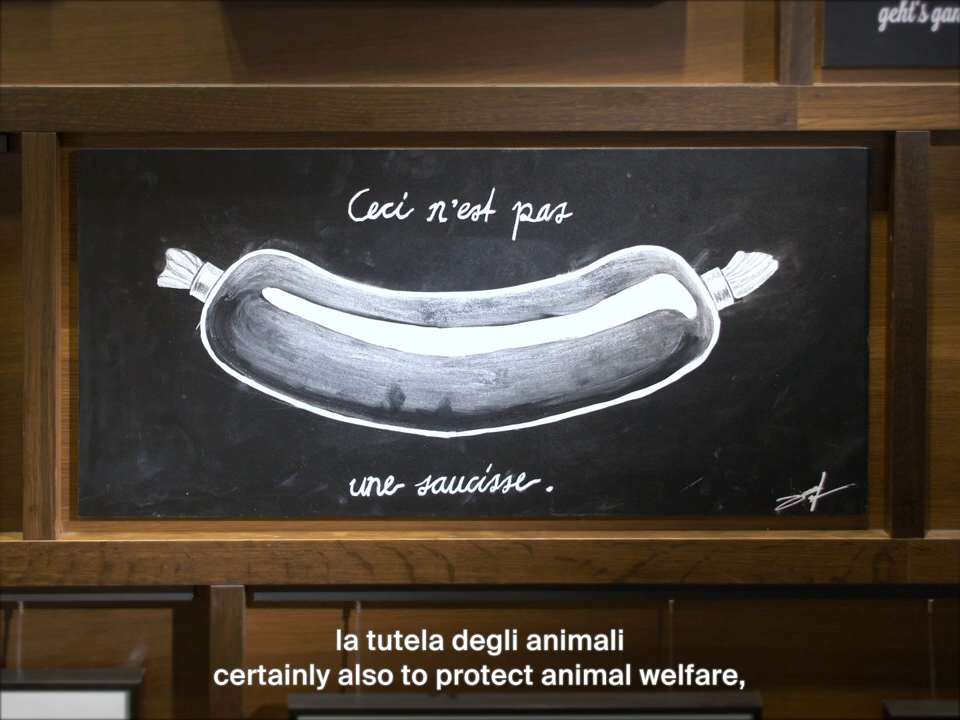 geht's gan
Ceci n'est pas
une saucisse.
la tutela degli animali
certainly also to protect animal welfare,